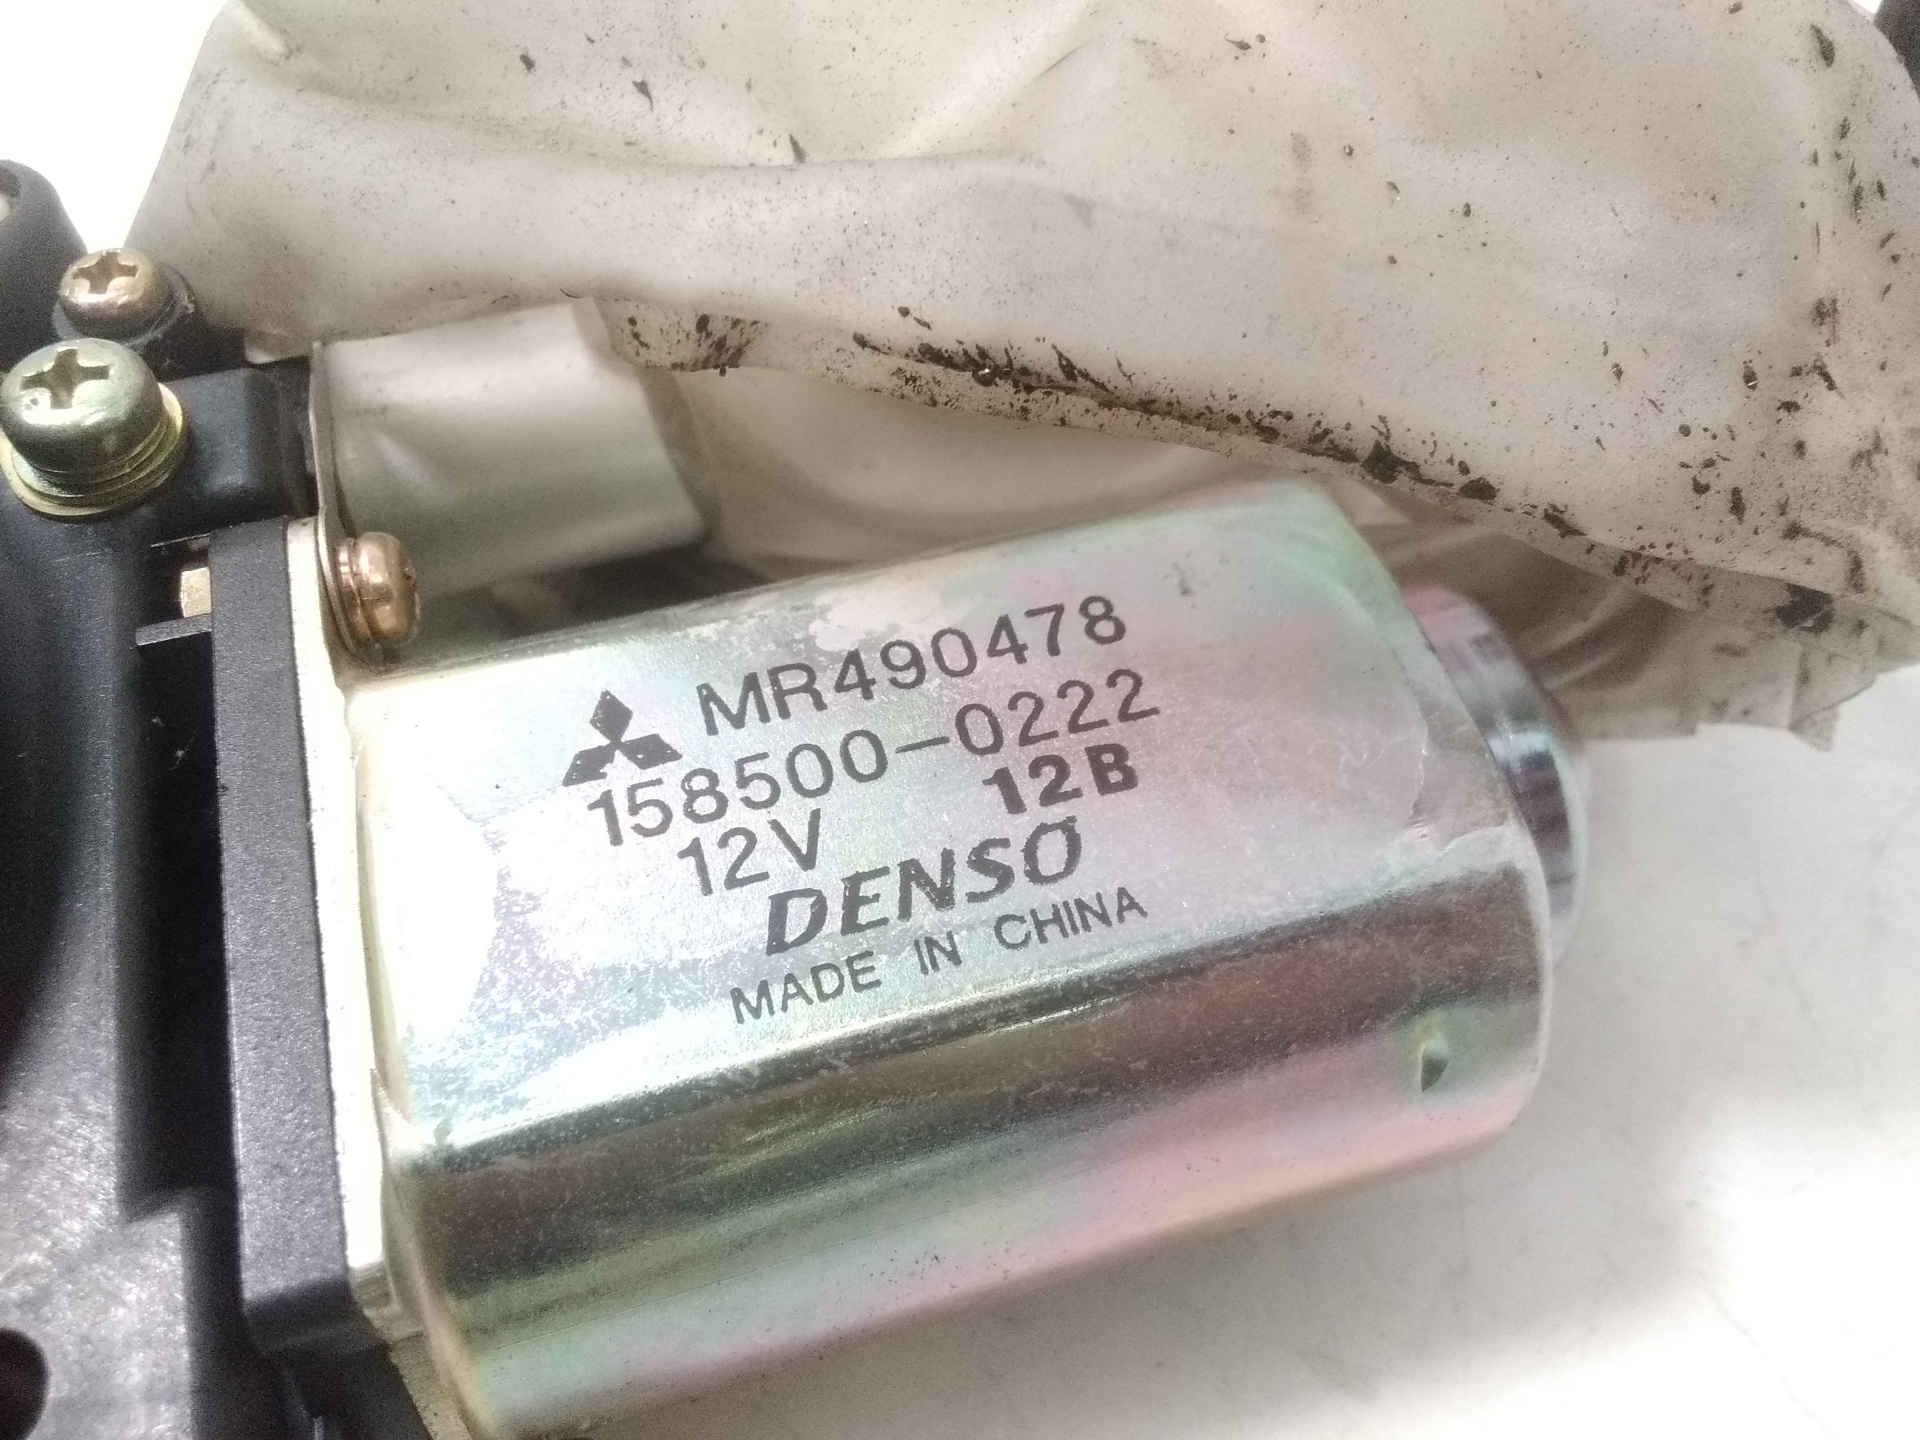 MR490478
158500-0222
12V 12B
DENSO
MADE IN CHINA